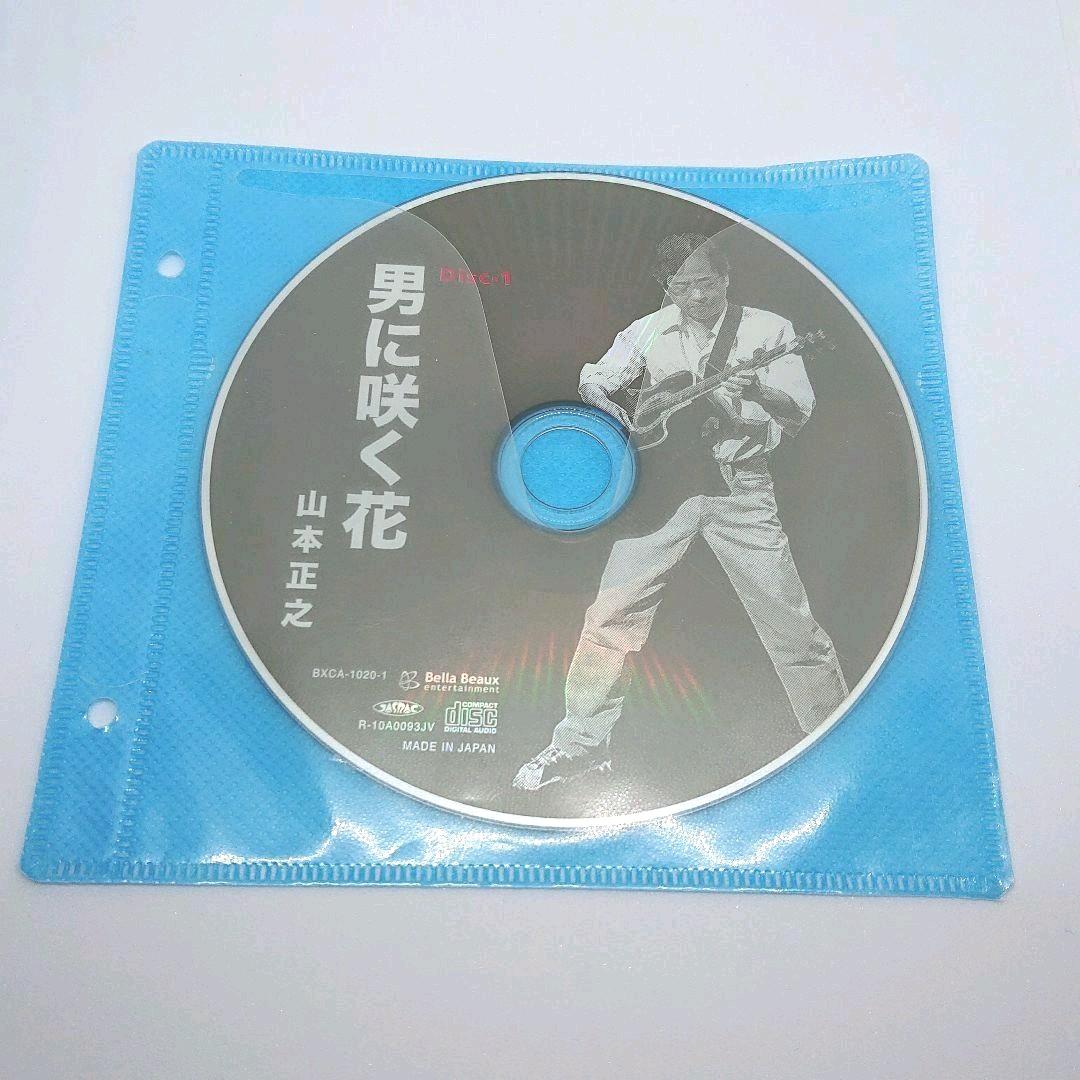 Disc-1
男に咲く花
山本正之
BXCA-1020-1
Bella Beaux
entertainment
JASRAC
R-10A0093JV
COMPACT
disc
DIGITAL AUDIO
MADE IN JAPAN